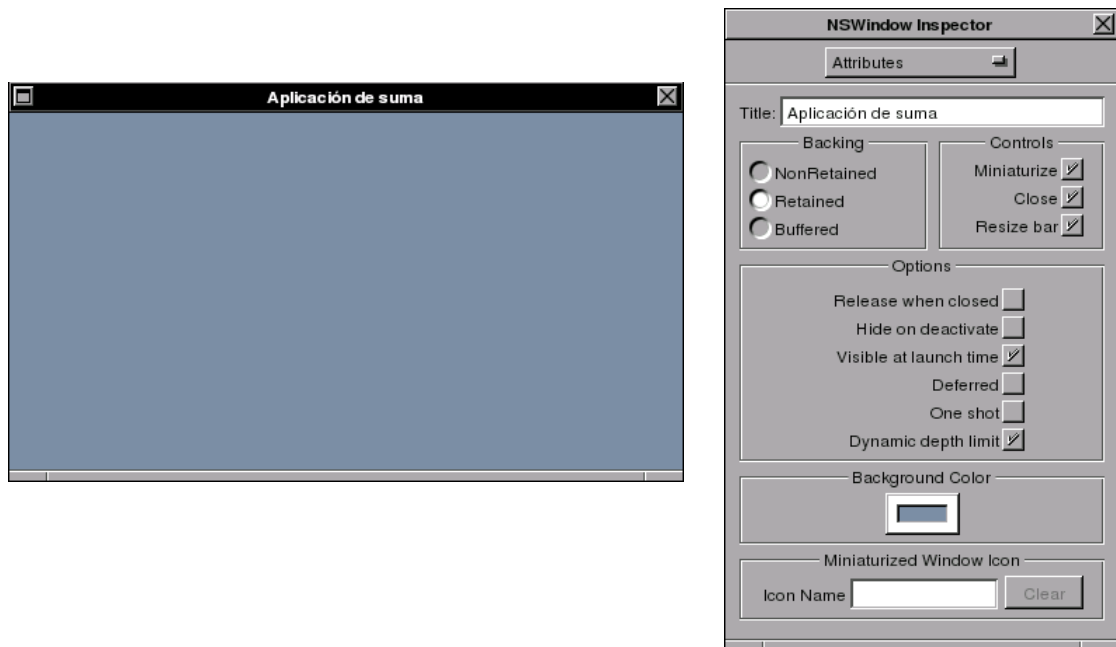 Aplicación de suma
NSWindow Inspector
Attributes
Title: Aplicación de suma
Backing
NonRetained
Retained
Buffered
Controls
Miniaturize
Close
Resize bar
Options
Release when closed
Hide on deactivate
Visible at launch time
Deferred
One shot
Dynamic depth limit
Background Color
Miniaturized Window Icon
Icon Name
Clear